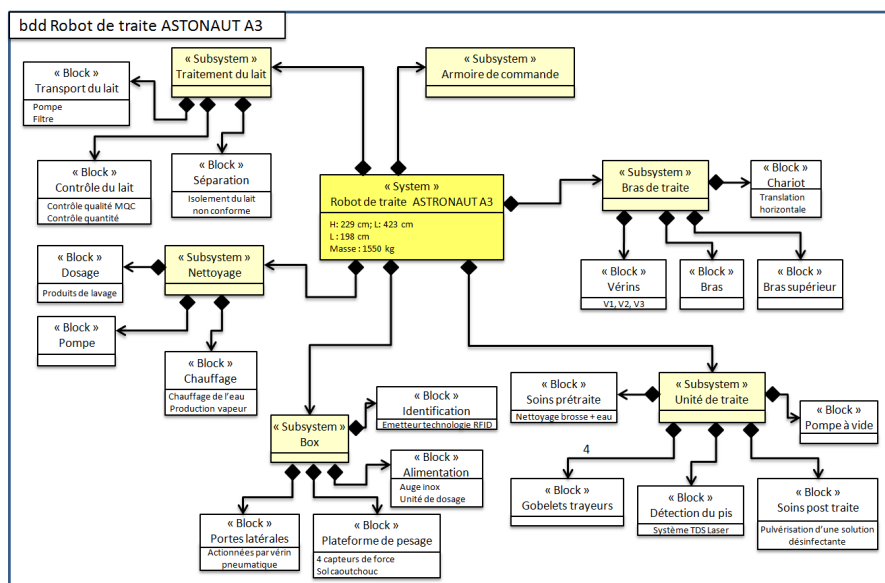 bdd Robot de traite ASTONAUT A3
« Subsystem »
Traitement du lait
« Subsystem »
Armoire de commande
« Block »
Transport du lait
Pompe
Filtre
« Block »
Contrôle du lait
Contrôle qualité MQC
Contrôle quantité
« Block »
Séparation
Isolement du lait
non conforme
« System »
Robot de traite  ASTRONAUT A3
H: 229 cm; L: 423 cm
L : 198 cm
Masse : 1550 kg
« Subsystem »
Bras de traite
« Block »
Chariot
Translation
horizontale
« Block »
Vérins
V1, V2, V3
« Block »
Bras
« Block »
Bras supérieur
« Block »
Dosage
Produits de lavage
« Subsystem »
Nettoyage
« Block »
Pompe
« Block »
Chauffage
Chauffage de l'eau
Production vapeur
« Subsystem »
Box
« Block »
Identification
Emetteur technologie RFID
« Block »
Alimentation
Auge inox
Unité de dosage
« Block »
Portes latérales
Actionnées par vérin
pneumatique
« Block »
Plateforme de pesage
4 capteurs de force
Sol caoutchouc
« Block »
Soins prétraite
Nettoyage brosse + eau
« Subsystem »
Unité de traite
« Block »
Pompe à vide
4
« Block »
Gobelets trayeurs
« Block »
Détection du pis
Système TDS Laser
« Block »
Soins post traite
Pulvérisation d'une solution
désinfectante